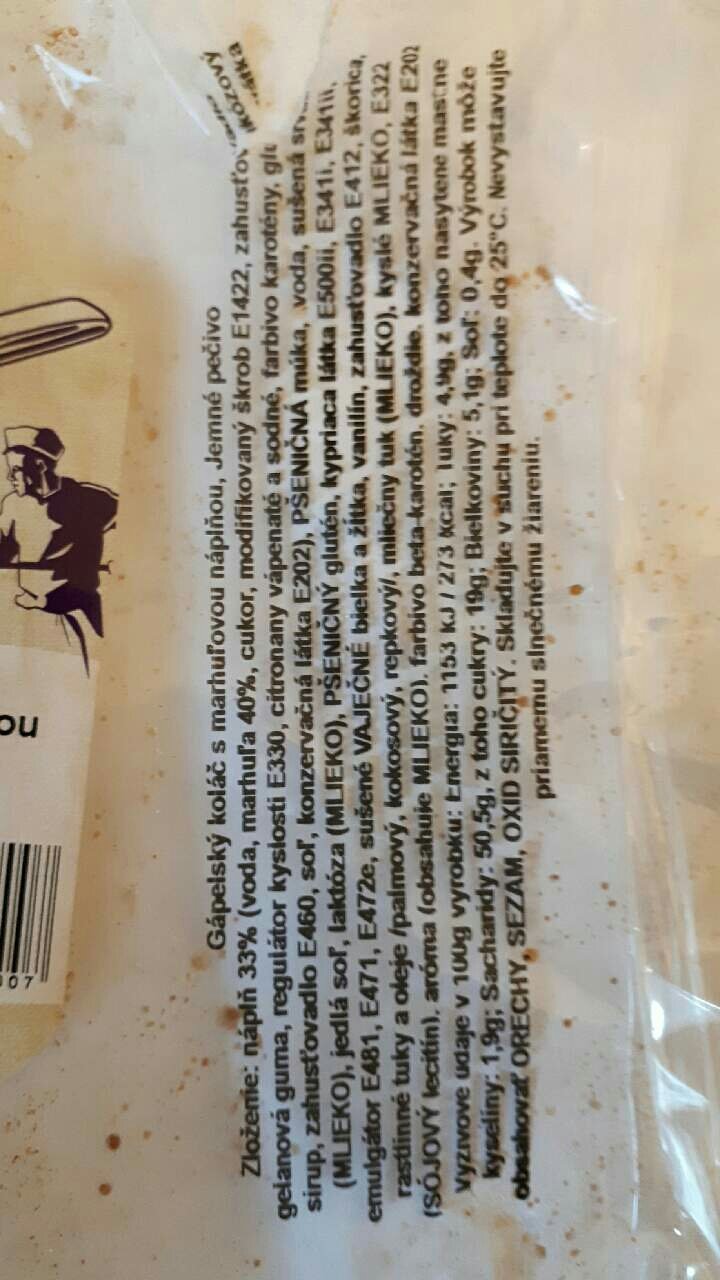 Gápelský koláč s marhuľovou náplňou, Jemné pečivo
Zloženie: náplň 33% (voda, marhuľa 40%, cukor, modifikovaný škrob E1422,
gelanová guma, regulátor kyslosti E330, citronany vápenaté a sodné, farbivo karotény,
sirup, zahusťovadlo E460, soľ, konzervačná látka E202), PŠENIČNÁ múka, voda, sušená
(MLIEKO), jedlá soľ, laktóza (MLIEKO), PŠENIČNÝ glutén, kypriaca látka E500ii, E341i, E341ii,
emulgátor E481, E471, E472e, sušené VAJEČNÉ bielka a žĺtka, vanilín, zahusťovadlo E412, škorica,
rastlinné tuky a oleje /palmový, kokosový, repkový/, mliečny tuk (MLIEKO), kyslé MLIEKO, E322
(SÓJOVÝ lecitín), aróma (obsahuje MLIEKO), farbivo beta-karotén, droždie, konzervačná látka E202
Výživové údaje v 100g výrobku: Energia: 1153 kJ / 273 kcal; Tuky: 4,9g, z toho nasýtené mastné
kyseliny: 1,9g; Sacharidy: 50,5g, z toho cukry: 19g; Bielkoviny: 5,1g; Soľ: 0,4g. Výrobok môže
obsahovať ORECHY, SEZAM, OXID SIRIČITÝ. Skladujte v suchu pri teplote do 25°C. Nevystavujte
priamemu slnečnému žiareniu.
ou